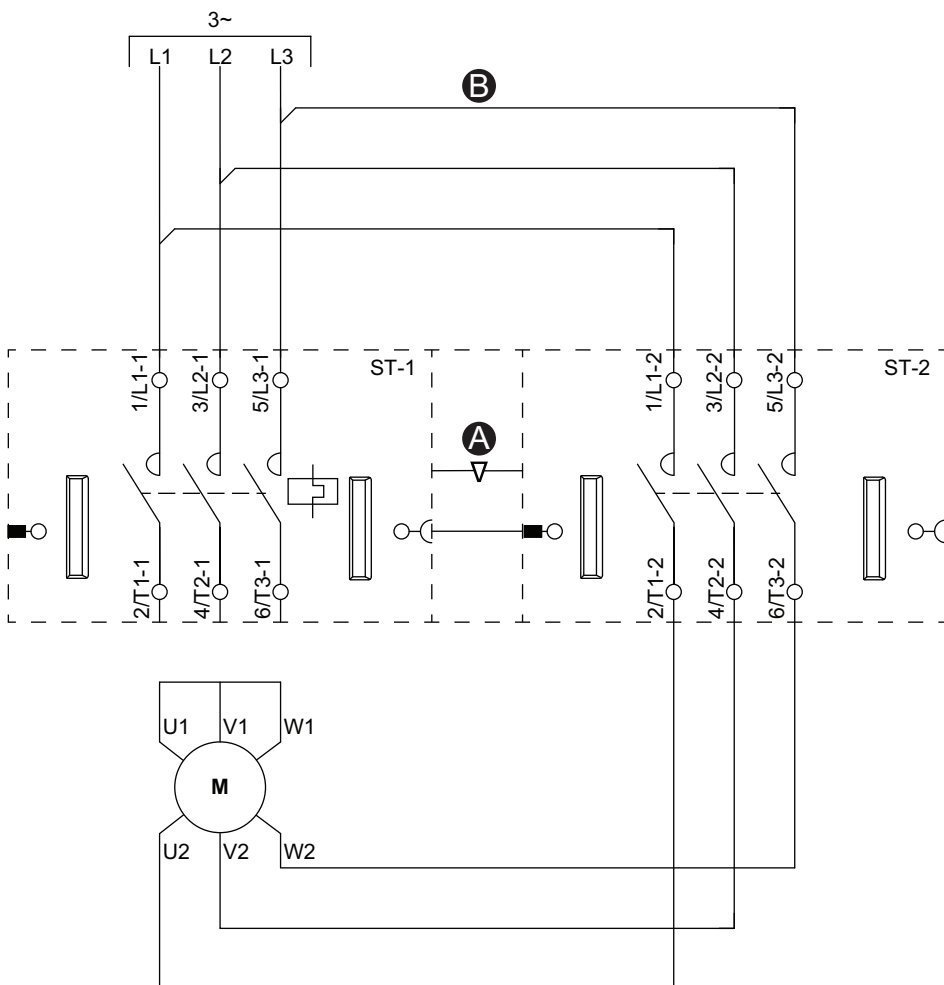 3~
L1 L2 L3
B
ST-1
ST-2
1/L1-1 3/L2-1 5/L3-1
1/L1-2 3/L2-2 5/L3-2
A
2/T1-1 4/T2-1 6/T3-1
2/T1-2 4/T2-2 6/T3-2
U1 V1 W1
M
U2 V2 W2